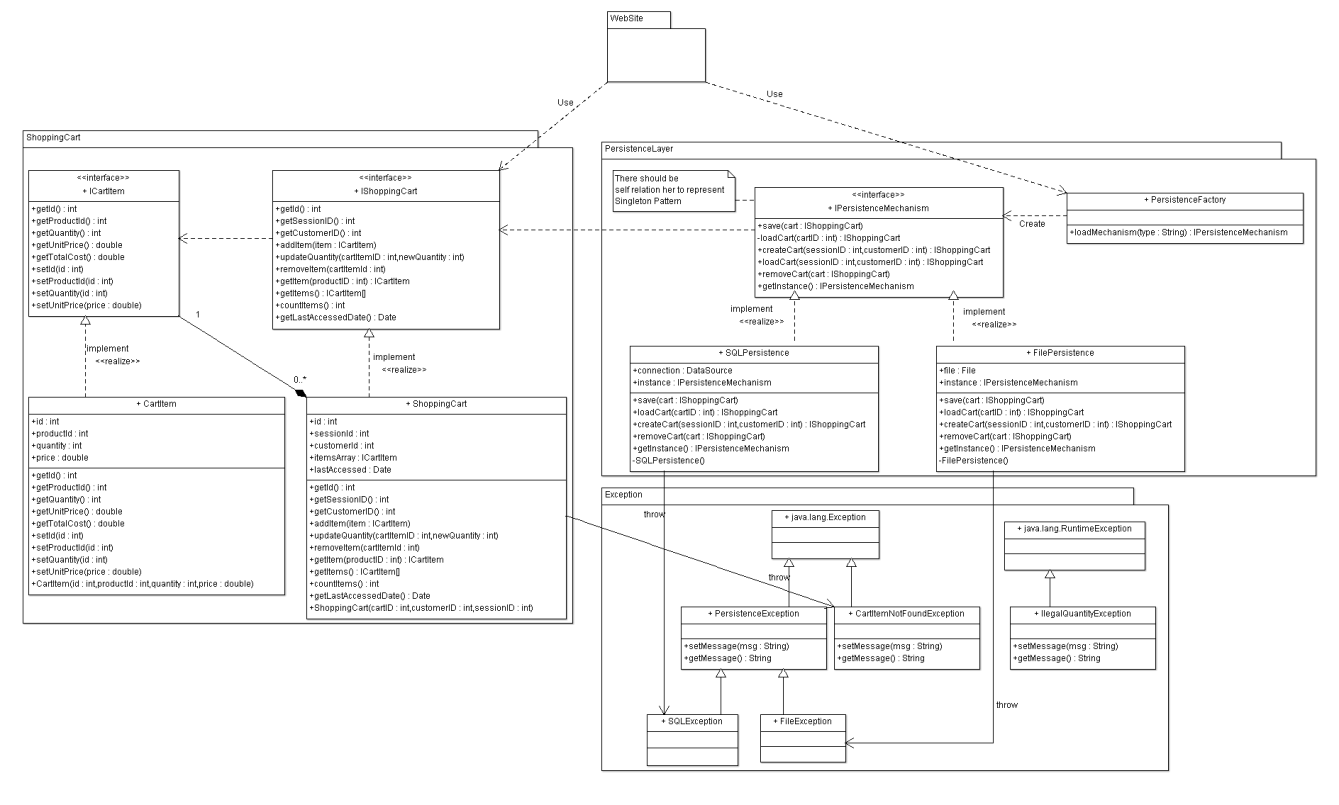 WebSite
Use
Use
ShoppingCart
<<interface>>
+ ICartItem
+getId() : int
+getProductId() : int
+getQuantity() : int
+getUnitPrice() : double
+getTotalCost() : double
+setId(id : int)
+setProductId(id : int)
+setQuantity(id : int)
+setUnitPrice(price : double)
<<interface>>
+ IShoppingCart
+getId() : int
+getSessionID() : int
+getCustomerID() : int
+addItem(item : ICartItem)
+updateQuantity(cartItemID : int,newQuantity : int)
+removeItem(cartItemId : int)
+getItem(productID : int) : ICartItem
+getItems() : ICartItem[]
+countItems() : int
+getLastAccessedDate() : Date
implement
<<realize>>
1
0..*
implement
<<realize>>
+ CartItem
+id : int
+productId : int
+quantity : int
+price : double
+getId() : int
+getProductId() : int
+getQuantity() : int
+getUnitPrice() : double
+getTotalCost() : double
+setId(id : int)
+setProductId(id : int)
+setQuantity(id : int)
+setUnitPrice(price : double)
+CartItem(id : int,productId : int,quantity : int,price : double)
+ ShoppingCart
+id : int
+sessionId : int
+customerId : int
+itemsArray : ICartItem
+lastAccessed : Date
+getId() : int
+getSessionID() : int
+getCustomerID() : int
+addItem(item : ICartItem)
+updateQuantity(cartItemID : int,newQuantity : int)
+removeItem(cartItemId : int)
+getItem(productID : int) : ICartItem
+getItems() : ICartItem[]
+countItems() : int
+getLastAccessedDate() : Date
+ShoppingCart(cartID : int,customerID : int,sessionID : int)
PersistenceLayer
There should be
self relation her to represent
Singleton Pattern
<<interface>>
+ IPersistenceMechanism
+save(cart : IShoppingCart)
-loadCart(cartID : int) : IShoppingCart
+createCart(sessionID : int,customerID : int) : IShoppingCart
+loadCart(sessionID : int,customerID : int) : IShoppingCart
+removeCart(cart : IShoppingCart)
+getInstance() : IPersistenceMechanism
Create
+ PersistenceFactory
+loadMechanism(type : String) : IPersistenceMechanism
implement
<<realize>>
implement
<<realize>>
+ SQLPersistence
+connection : DataSource
+instance : IPersistenceMechanism
+save(cart : IShoppingCart)
+loadCart(cartID : int) : IShoppingCart
+createCart(sessionID : int,customerID : int) : IShoppingCart
+removeCart(cart : IShoppingCart)
+getInstance() : IPersistenceMechanism
-SQLPersistence()
+ FilePersistence
+file : File
+instance : IPersistenceMechanism
+save(cart : IShoppingCart)
+loadCart(cartID : int) : IShoppingCart
+createCart(sessionID : int,customerID : int) : IShoppingCart
+removeCart(cart : IShoppingCart)
+getInstance() : IPersistenceMechanism
-FilePersistence()
Exception
throw
+ java.lang.Exception
+ java.lang.RuntimeException
throw
+ PersistenceException
+setMessage(msg : String)
+getMessage() : String
+ CartItemNotFoundException
+setMessage(msg : String)
+getMessage() : String
+ IlegalQuantityException
+setMessage(msg : String)
+getMessage() : String
throw
+ SQLException
+ FileException